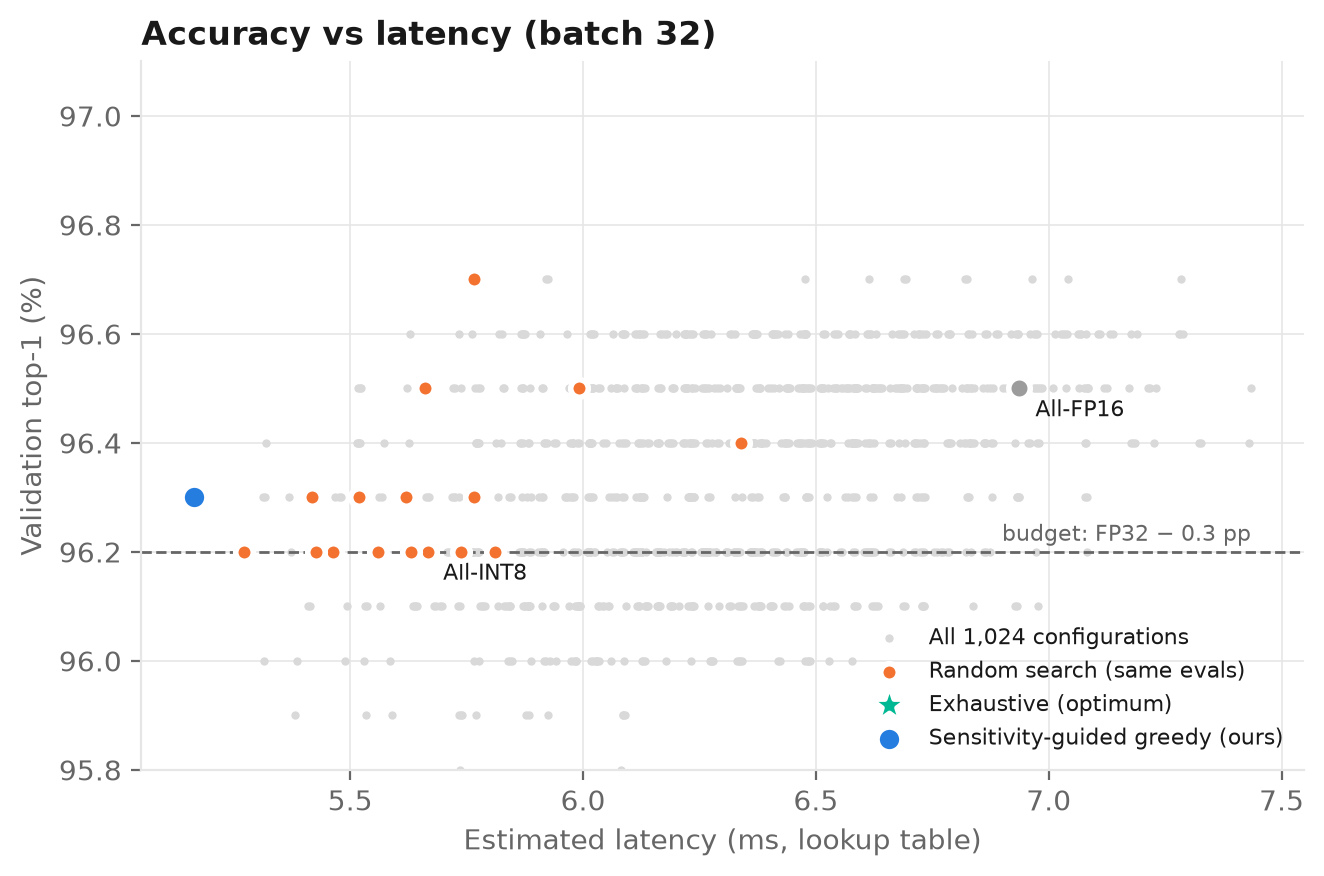 Accuracy vs latency (batch 32)
97.0
96.8
96.6
96.4
96.2
96.0
95.8
Validation top-1 (%)
All-FP16
budget: FP32 − 0.3 pp
All-INT8
All 1,024 configurations
Random search (same evals)
Exhaustive (optimum)
Sensitivity-guided greedy (ours)
5.5 6.0 6.5 7.0 7.5
Estimated latency (ms, lookup table)